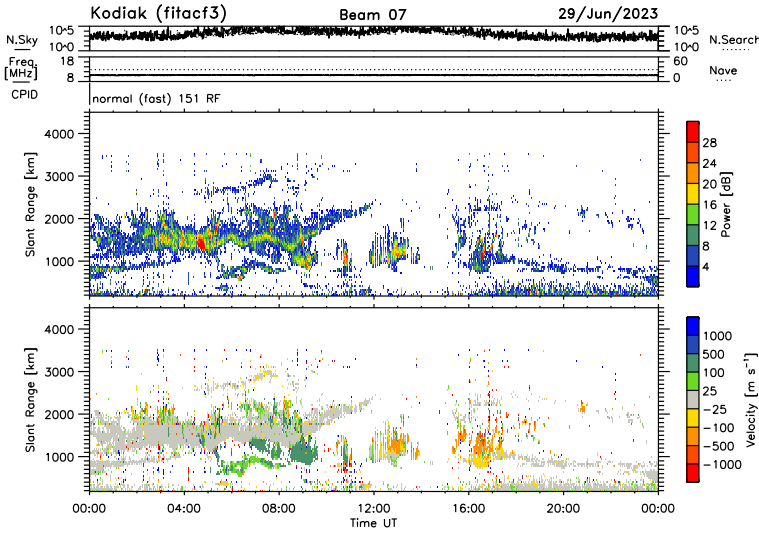 Kodiak (fitacf3) Beam 07 29/Jun/2023
N.Sky 10^5 10^0 10^5 10^0 N.Search
Freq. [MHz] 18 8 60 0 Nave
CPID normal (fast) 151 RF
Slant Range [km] 4000 3000 2000 1000
Power [dB] 28 24 20 16 12 8 4
Slant Range [km] 4000 3000 2000 1000
Velocity [m s⁻¹] 1000 500 100 25 −25 −100 −500 −1000
00:00 04:00 08:00 12:00 16:00 20:00 00:00
Time UT